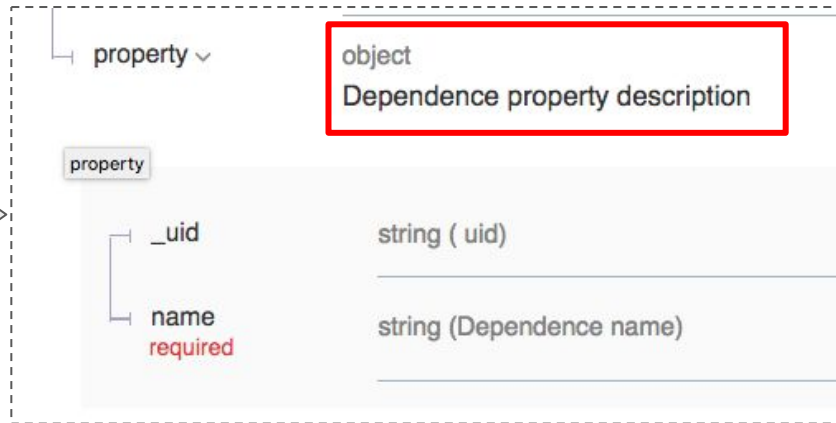 property
object
Dependence property description
property
_uid
string ( uid)
name
required
string (Dependence name)